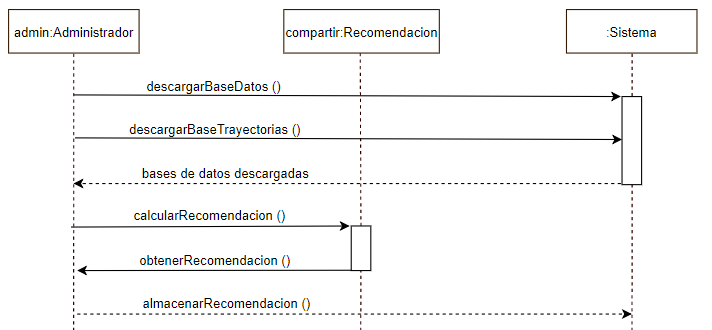 admin:Administrador
compartir:Recomendacion
:Sistema
descargarBaseDatos ()
descargarBaseTrayectorias ()
bases de datos descargadas
calcularRecomendacion ()
obtenerRecomendacion ()
almacenarRecomendacion ()